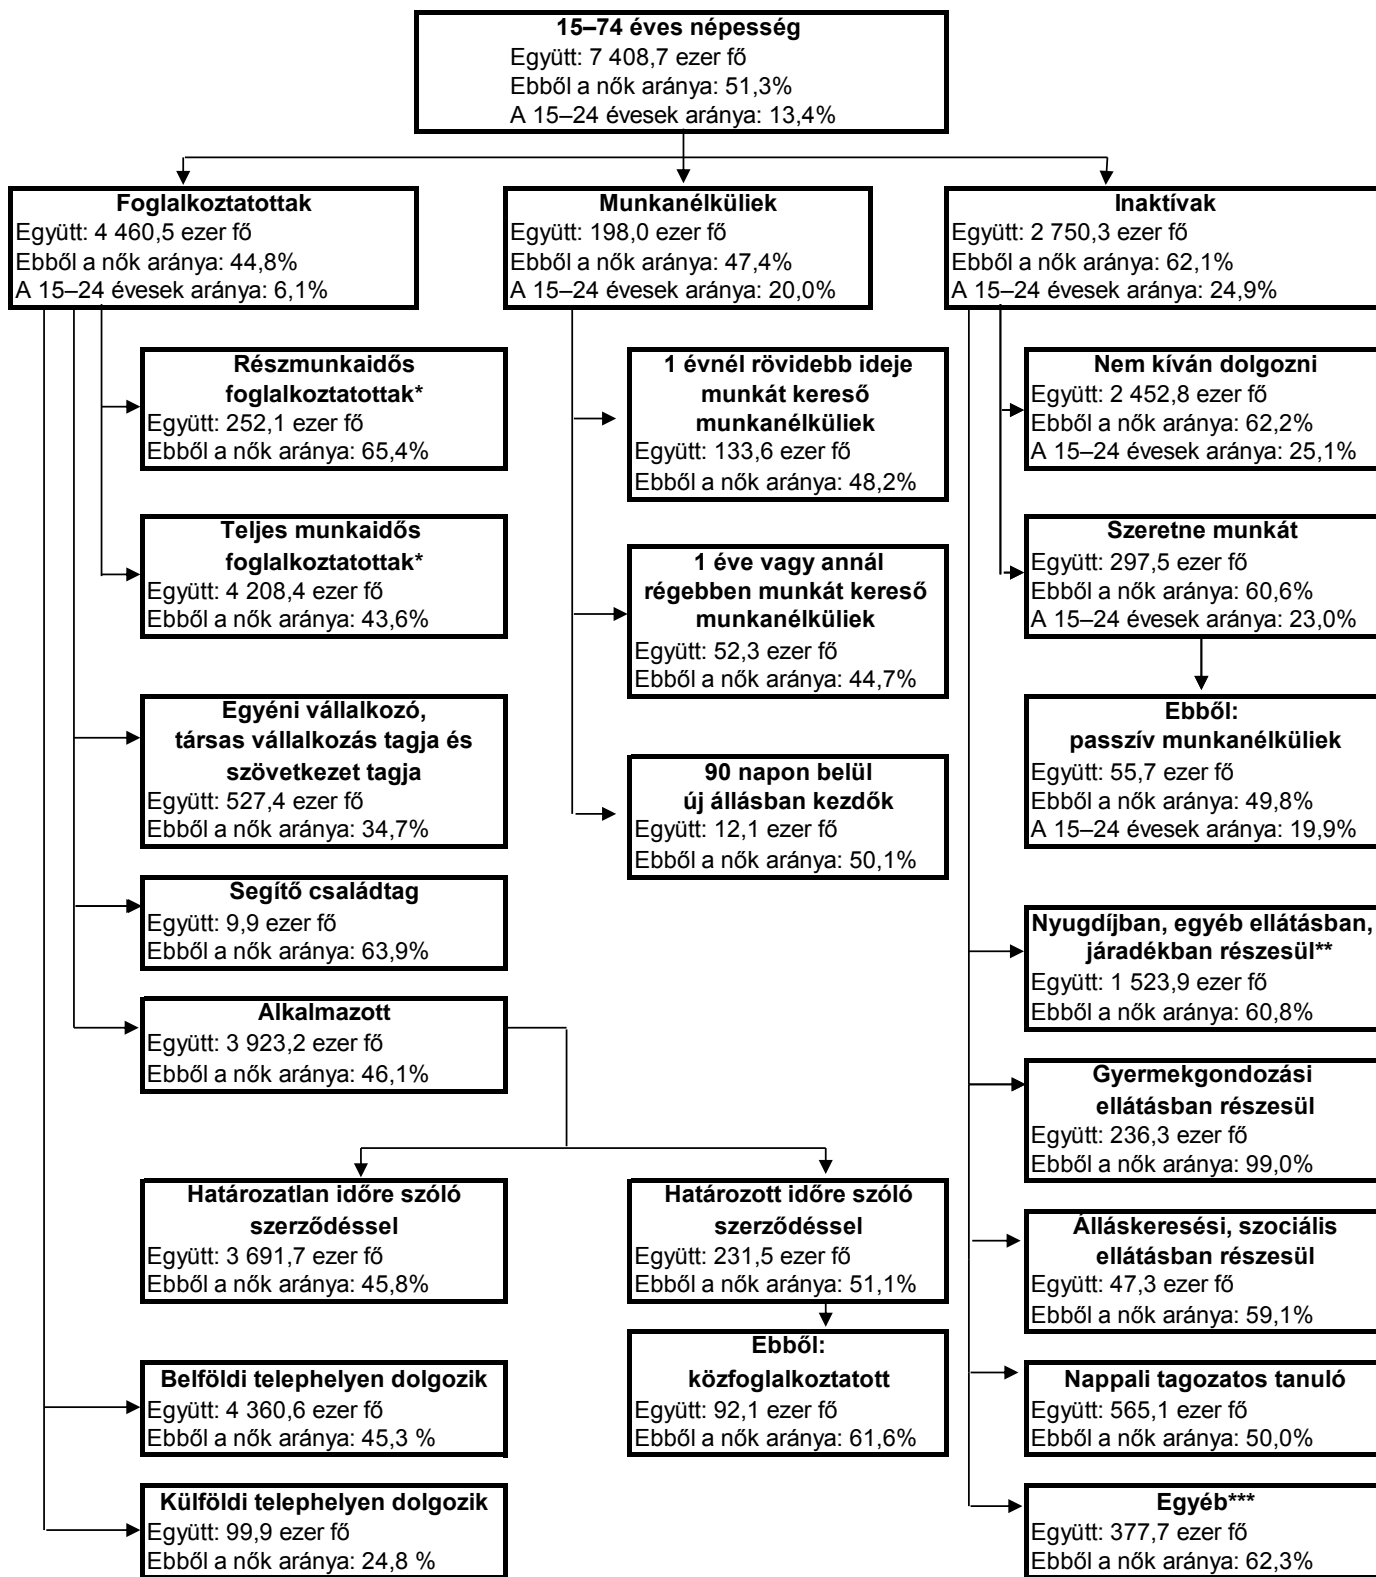 15–74 éves népesség
Együtt: 7 408,7 ezer fő
Ebből a nők aránya: 51,3%
A 15–24 évesek aránya: 13,4%
Foglalkoztatottak
Együtt: 4 460,5 ezer fő
Ebből a nők aránya: 44,8%
A 15–24 évesek aránya: 6,1%
Munkanélküliek
Együtt: 198,0 ezer fő
Ebből a nők aránya: 47,4%
A 15–24 évesek aránya: 20,0%
Inaktívak
Együtt: 2 750,3 ezer fő
Ebből a nők aránya: 62,1%
A 15–24 évesek aránya: 24,9%
Részmunkaidős
foglalkoztatottak*
Együtt: 252,1 ezer fő
Ebből a nők aránya: 65,4%
Teljes munkaidős
foglalkoztatottak*
Együtt: 4 208,4 ezer fő
Ebből a nők aránya: 43,6%
Egyéni vállalkozó,
társas vállalkozás tagja és
szövetkezet tagja
Együtt: 527,4 ezer fő
Ebből a nők aránya: 34,7%
Segítő családtag
Együtt: 9,9 ezer fő
Ebből a nők aránya: 63,9%
Alkalmazott
Együtt: 3 923,2 ezer fő
Ebből a nők aránya: 46,1%
Határozatlan időre szóló
szerződéssel
Együtt: 3 691,7 ezer fő
Ebből a nők aránya: 45,8%
Belföldi telephelyen dolgozik
Együtt: 4 360,6 ezer fő
Ebből a nők aránya: 45,3 %
Külföldi telephelyen dolgozik
Együtt: 99,9 ezer fő
Ebből a nők aránya: 24,8 %
1 évnél rövidebb ideje
munkát kereső
munkanélküliek
Együtt: 133,6 ezer fő
Ebből a nők aránya: 48,2%
1 éve vagy annál
régebben munkát kereső
munkanélküliek
Együtt: 52,3 ezer fő
Ebből a nők aránya: 44,7%
90 napon belül
új állásban kezdők
Együtt: 12,1 ezer fő
Ebből a nők aránya: 50,1%
Határozott időre szóló
szerződéssel
Együtt: 231,5 ezer fő
Ebből a nők aránya: 51,1%
Ebből:
közfoglalkoztatott
Együtt: 92,1 ezer fő
Ebből a nők aránya: 61,6%
Nem kíván dolgozni
Együtt: 2 452,8 ezer fő
Ebből a nők aránya: 62,2%
A 15–24 évesek aránya: 25,1%
Szeretne munkát
Együtt: 297,5 ezer fő
Ebből a nők aránya: 60,6%
A 15–24 évesek aránya: 23,0%
Ebből:
passzív munkanélküliek
Együtt: 55,7 ezer fő
Ebből a nők aránya: 49,8%
A 15–24 évesek aránya: 19,9%
Nyugdíjban, egyéb ellátásban,
járadékban részesül**
Együtt: 1 523,9 ezer fő
Ebből a nők aránya: 60,8%
Gyermekgondozási
ellátásban részesül
Együtt: 236,3 ezer fő
Ebből a nők aránya: 99,0%
Álláskeresési, szociális
ellátásban részesül
Együtt: 47,3 ezer fő
Ebből a nők aránya: 59,1%
Nappali tagozatos tanuló
Együtt: 565,1 ezer fő
Ebből a nők aránya: 50,0%
Egyéb***
Együtt: 377,7 ezer fő
Ebből a nők aránya: 62,3%